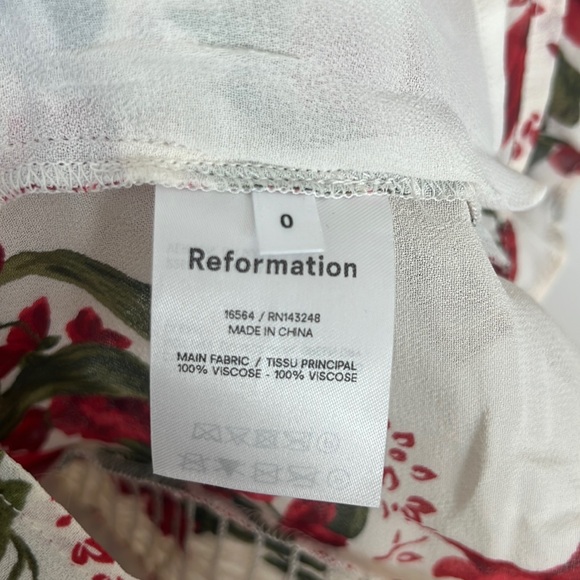 0
Reformation
16564 / RN143248
MADE IN CHINA
MAIN FABRIC / TISSU PRINCIPAL
100% VISCOSE - 100% VISCOSE